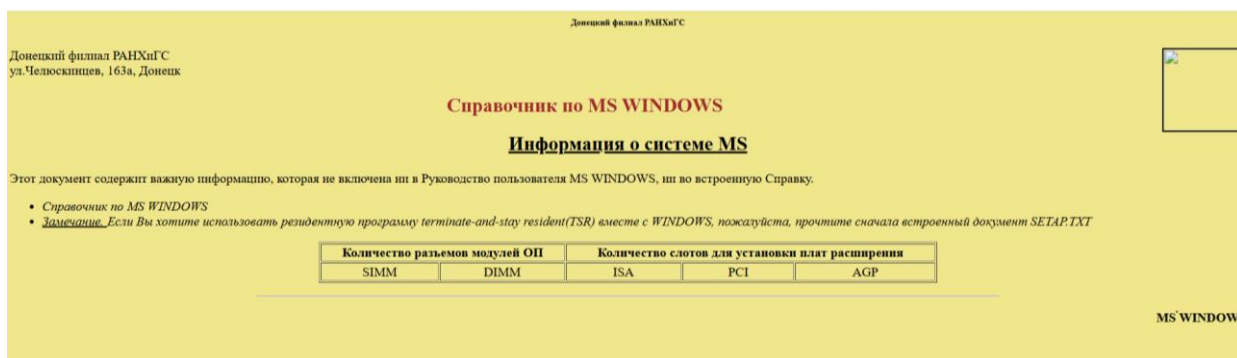 Донецкий филиал РАНХиГС
Донецкий филиал РАНХиГС
ул.Челюскинцев, 163а, Донецк
Справочник по MS WINDOWS
Информация о системе MS
Этот документ содержит важную информацию, которая не включена ни в Руководство пользователя MS WINDOWS, ни во встроенную Справку.
• Справочник по MS WINDOWS
• Замечание. Если Вы хотите использовать резидентную программу terminate-and-stay resident(TSR) вместе с WINDOWS, пожалуйста, прочтите сначала встроенный документ SETAP.TXT
Количество разъемов модулей ОП Количество слотов для установки плат расширения
SIMM DIMM ISA PCI AGP
MS WINDOW